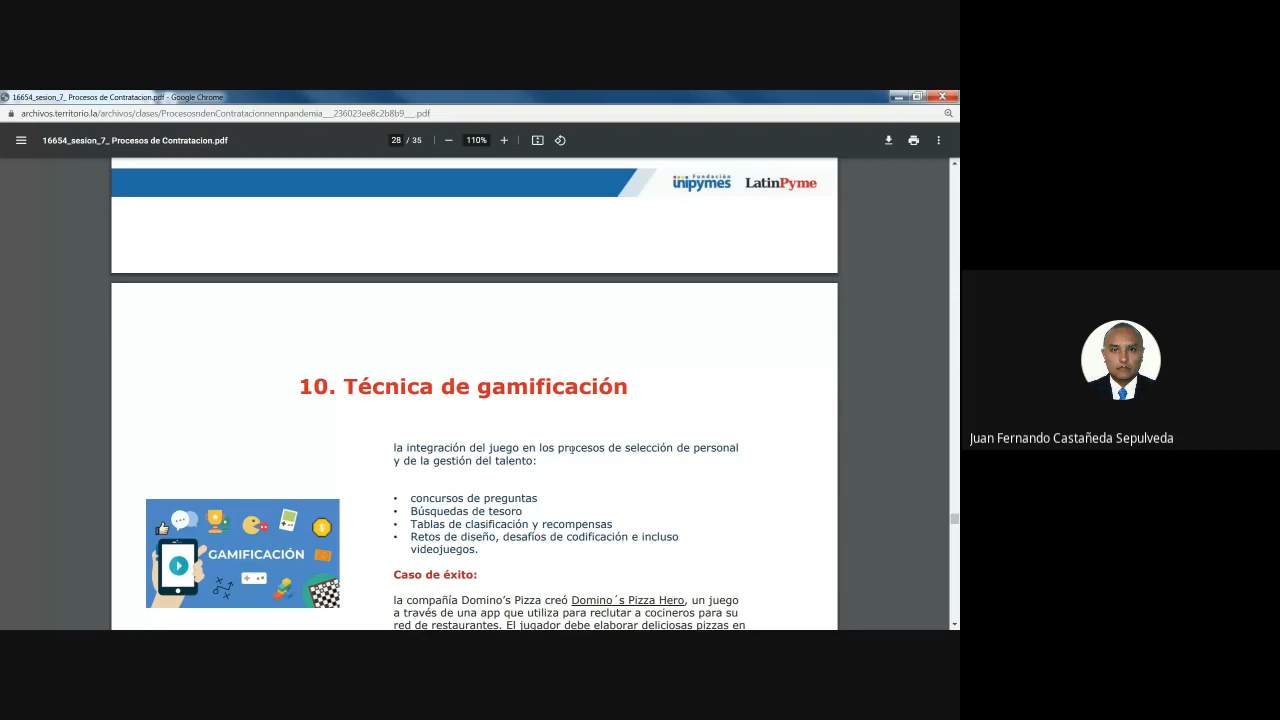 16654_sesion_7_ Procesos de Contratacion.pdf - Google Chrome
archivos.territorio.la/archivos/clases/ProcesosndenContratacionnennpandemia__236023ee8c2b8b9__.pdf
16654_sesion_7_ Procesos de Contratacion.pdf
28 / 35
110%
Fundación
unipymes
LatinPyme
10. Técnica de gamificación
la integración del juego en los procesos de selección de personal
y de la gestión del talento:
• concursos de preguntas
• Búsquedas de tesoro
• Tablas de clasificación y recompensas
• Retos de diseño, desafíos de codificación e incluso
videojuegos.
GAMIFICACIÓN
Caso de éxito:
la compañía Domino’s Pizza creó Domino´s Pizza Hero, un juego
a través de una app que utiliza para reclutar a cocineros para su
red de restaurantes. El jugador debe elaborar deliciosas pizzas en
Juan Fernando Castañeda Sepulveda